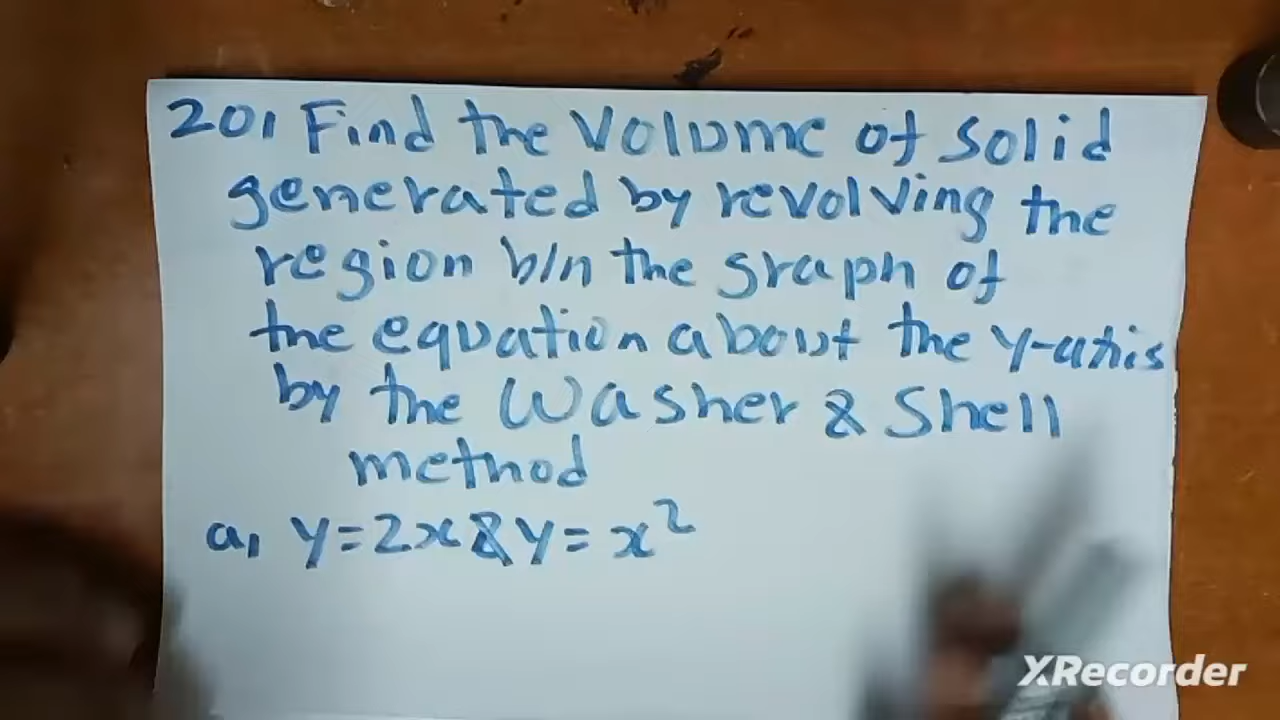 201 Find the Volume of solid
generated by revolving the
region b/n the graph of
the equation about the y-axis
by the Washer & Shell
method
a, y=2x & y=x²
XRecorder